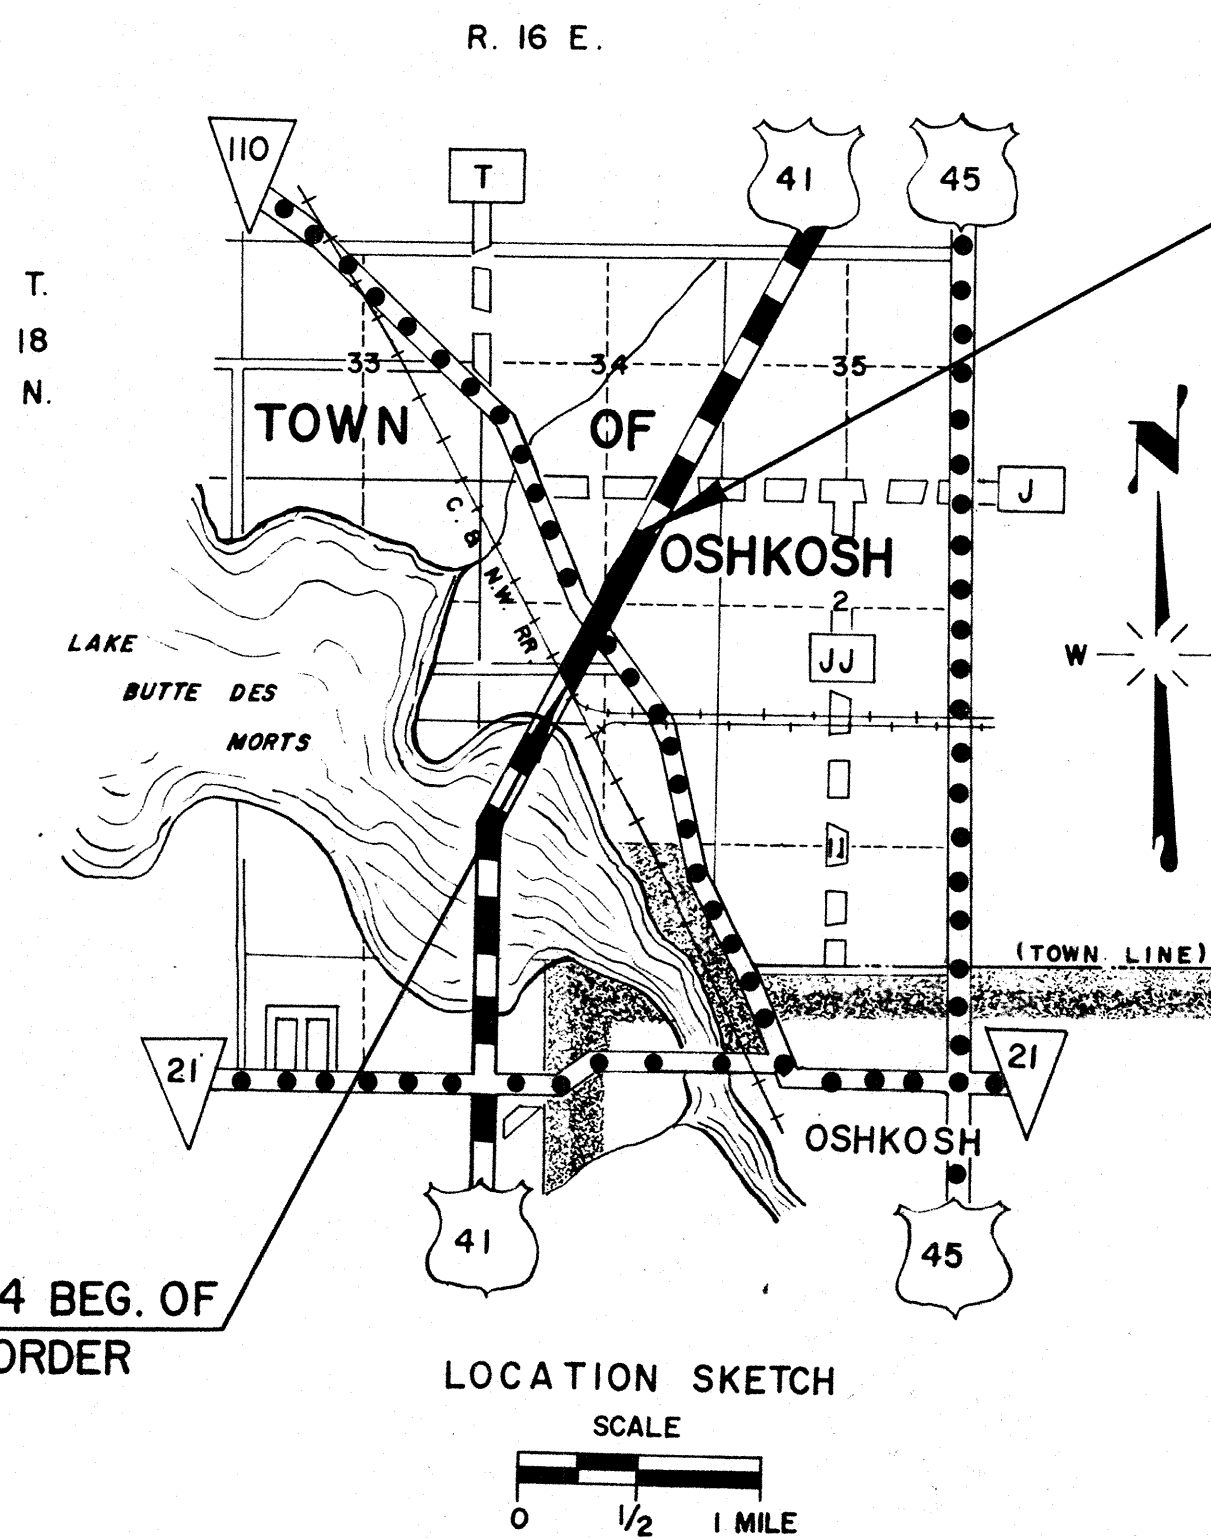 R. 16 E.
110
T
41
45
T.
18
N.
33
34
35
TOWN OF
OSHKOSH
J
C. & N.W. RR.
2
JJ
LAKE
BUTTE DES
MORTS
W
11
(TOWN LINE)
21
21
OSHKOSH
41
45
4 BEG. OF
ORDER
LOCATION SKETCH
SCALE
0 1/2 1 MILE